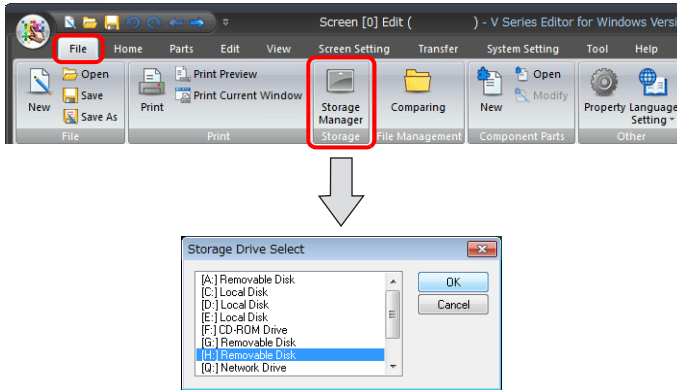 Screen [0] Edit ( ) - V Series Editor for Windows Versi
File Home Parts Edit View Screen Setting Transfer System Setting Tool Help
New
Open
Save
Save As
File
Print
Print Preview
Print Current Window
Print
Storage
Manager
Storage
Comparing
File Management
New
Open
Modify
Component Parts
Property
Language
Setting
Other
Storage Drive Select
[A:] Removable Disk
[C:] Local Disk
[D:] Local Disk
[E:] Local Disk
[F:] CD-ROM Drive
[G:] Removable Disk
[H:] Removable Disk
[Q:] Network Drive
OK
Cancel